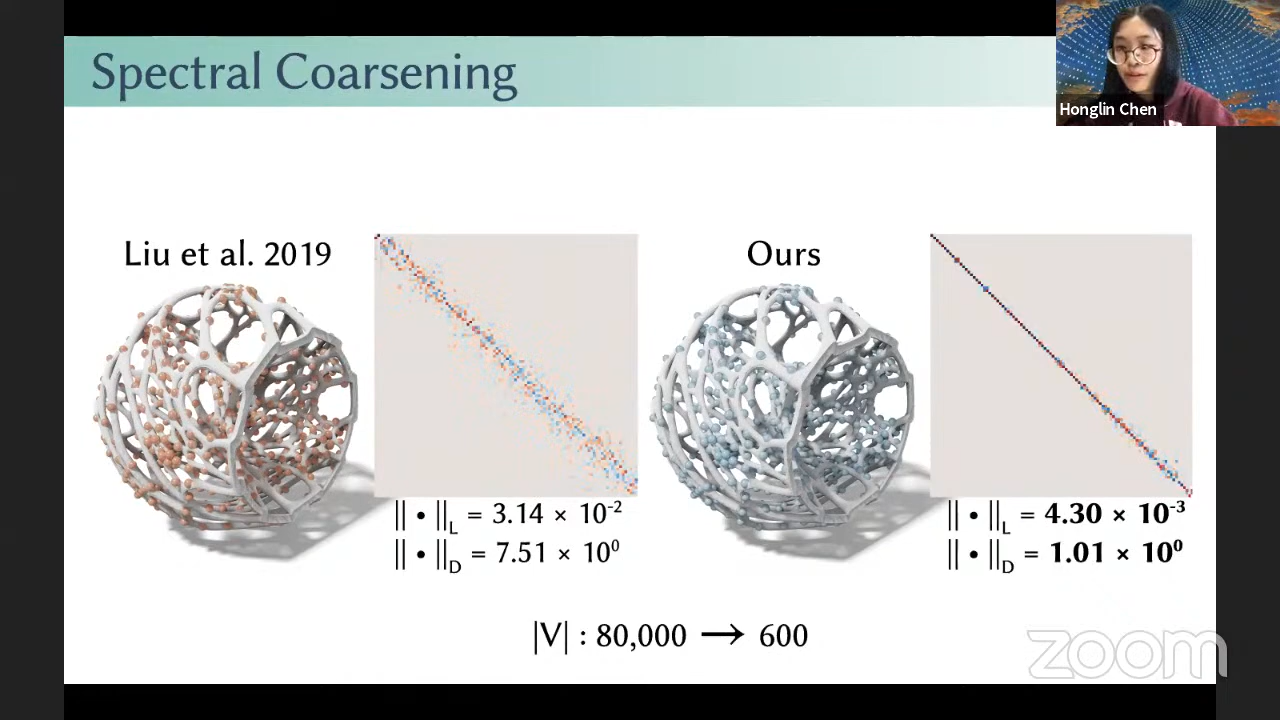 Spectral Coarsening
Honglin Chen
Liu et al. 2019
Ours
|| • ||L = 3.14 × 10-2
|| • ||D = 7.51 × 100
|| • ||L = 4.30 × 10-3
|| • ||D = 1.01 × 100
|V| : 80,000 → 600
zoom